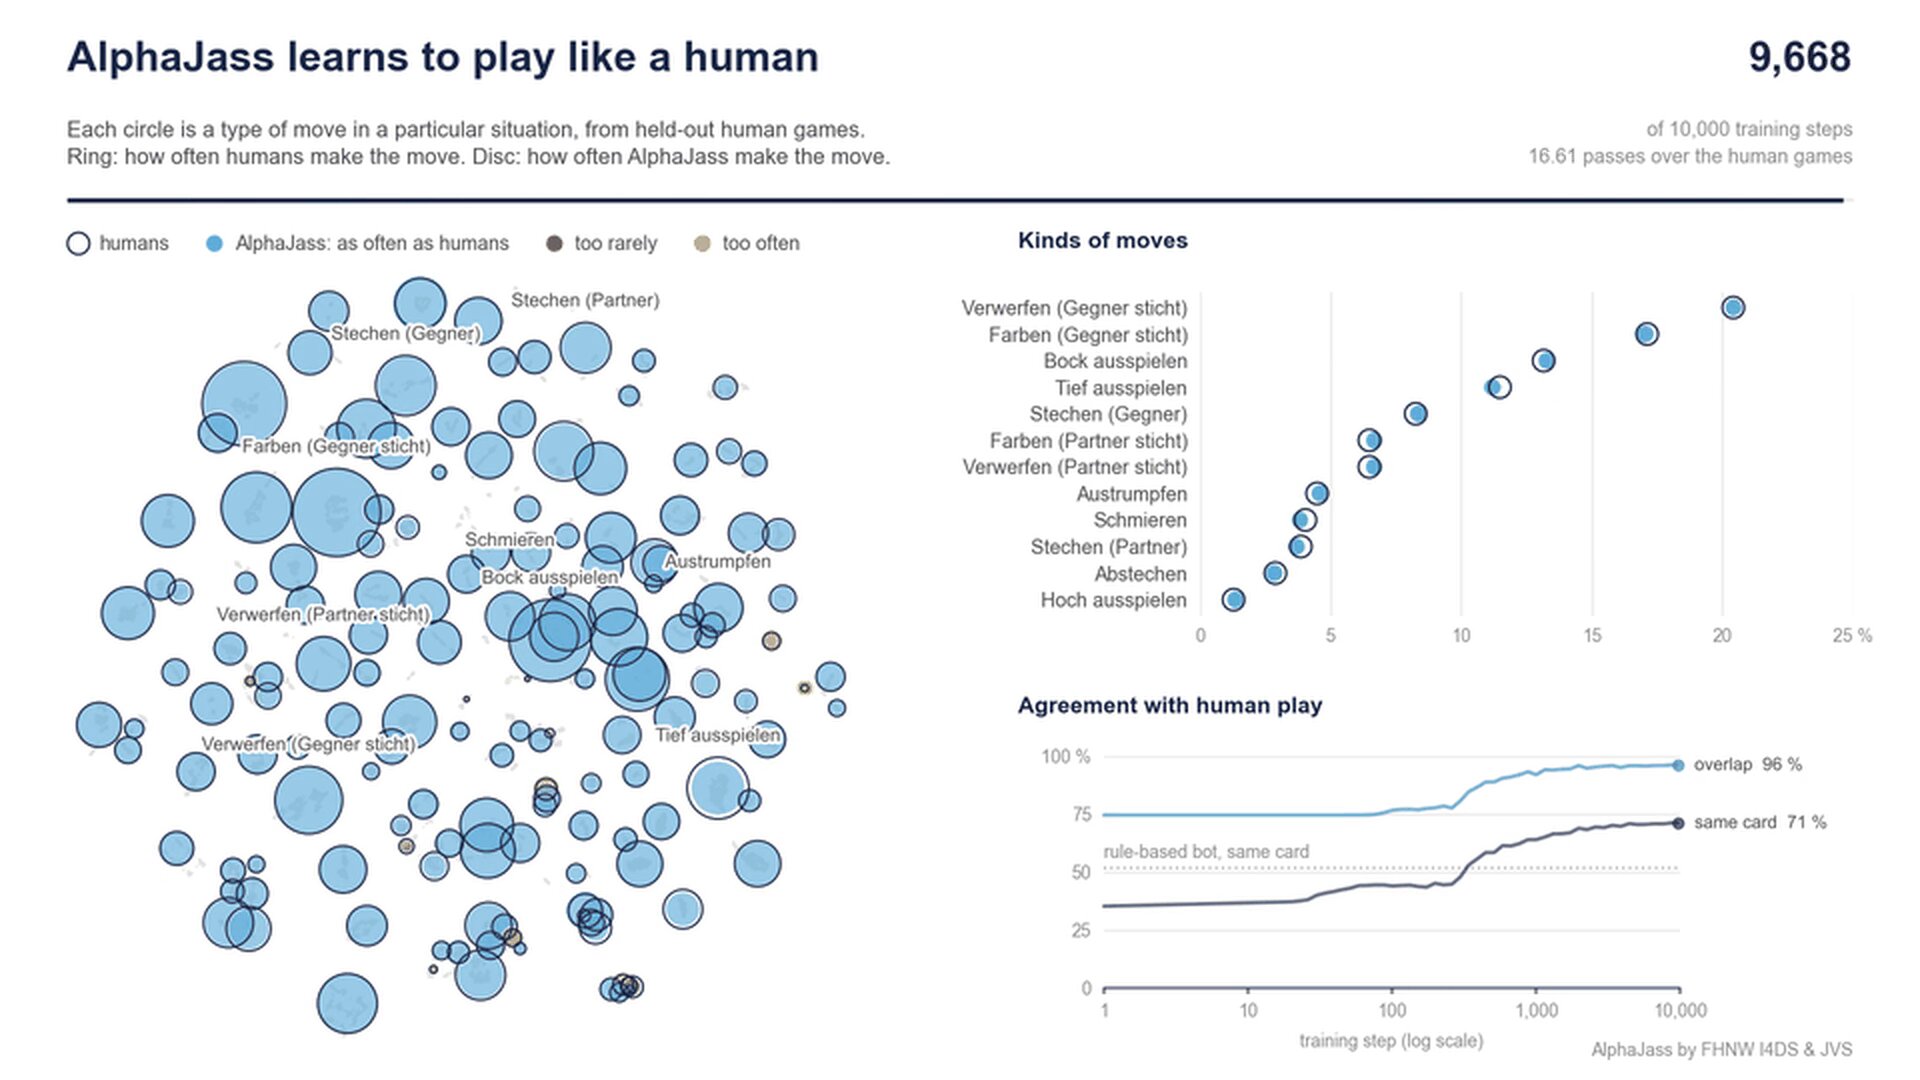 AlphaJass learns to play like a human
9,668
Each circle is a type of move in a particular situation, from held-out human games.
Ring: how often humans make the move. Disc: how often AlphaJass make the move.
of 10,000 training steps
16.61 passes over the human games
humans
AlphaJass: as often as humans
too rarely
too often
Stechen (Partner)
Stechen (Gegner)
Farben (Gegner sticht)
Schmieren
Austrumpfen
Bock ausspielen
Verwerfen (Partner sticht)
Tief ausspielen
Verwerfen (Gegner sticht)
Kinds of moves
Verwerfen (Gegner sticht)
Farben (Gegner sticht)
Bock ausspielen
Tief ausspielen
Stechen (Gegner)
Farben (Partner sticht)
Verwerfen (Partner sticht)
Austrumpfen
Schmieren
Stechen (Partner)
Abstechen
Hoch ausspielen
0 5 10 15 20 25 %
Agreement with human play
100 %
75
50
25
0
overlap 96 %
same card 71 %
rule-based bot, same card
1 10 100 1,000 10,000
training step (log scale)
AlphaJass by FHNW I4DS & JVS